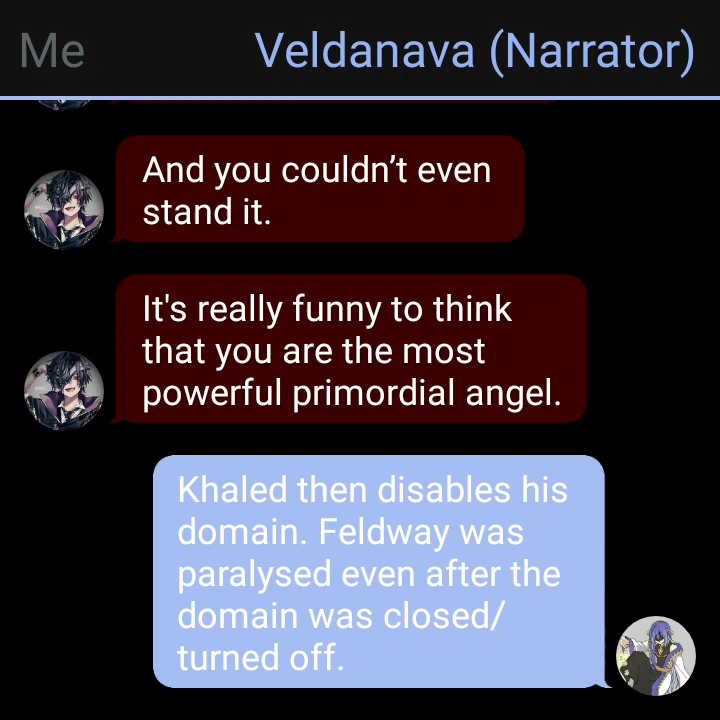 Me
Veldanava (Narrator)
And you couldn’t even
stand it.
It's really funny to think
that you are the most
powerful primordial angel.
Khaled then disables his
domain. Feldway was
paralysed even after the
domain was closed/
turned off.